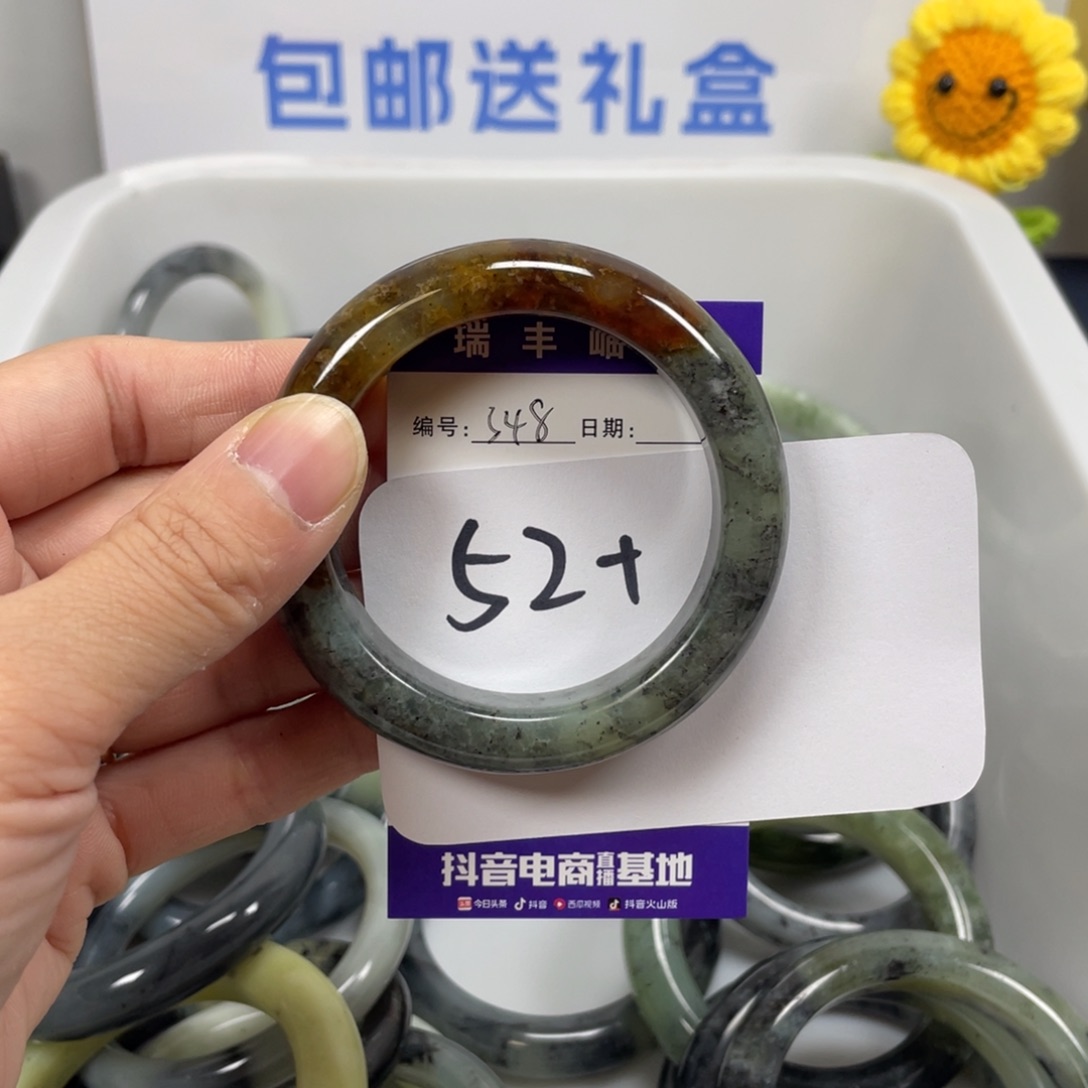 包邮送礼盒
瑞丰
编号: 348 日期:
52+
抖音电商直播基地
今日头条 抖音 西瓜视频 抖音火山版